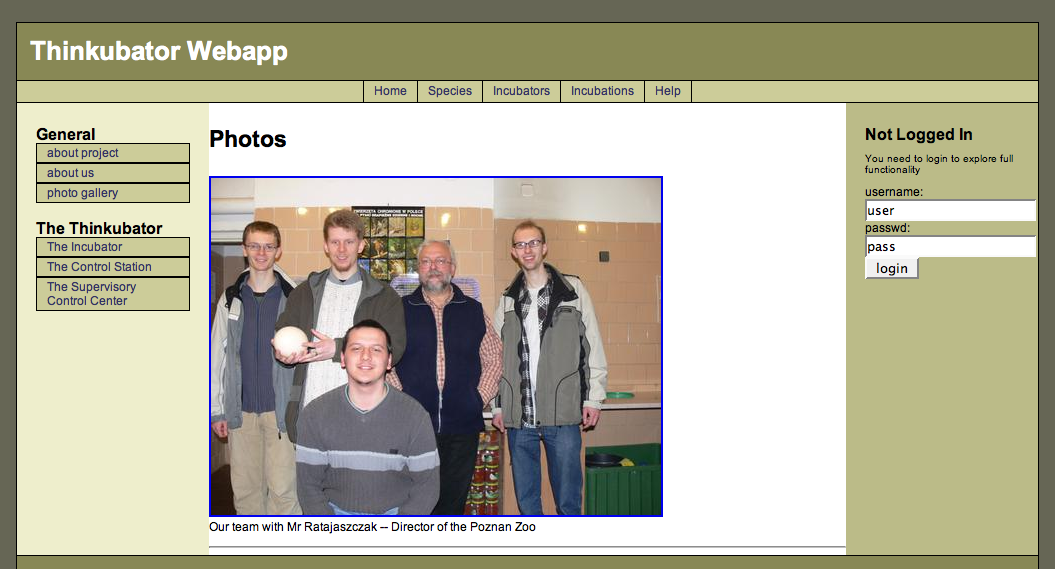 Thinkubator Webapp
Home Species Incubators Incubations Help
General
about project
about us
photo gallery
The Thinkubator
The Incubator
The Control Station
The Supervisory
Control Center
Photos
ZWIERZĘTA CHRONIONE W POLSCE
Our team with Mr Ratajaszczak -- Director of the Poznan Zoo
Not Logged In
You need to login to explore full
functionality
username:
user
passwd:
pass
login